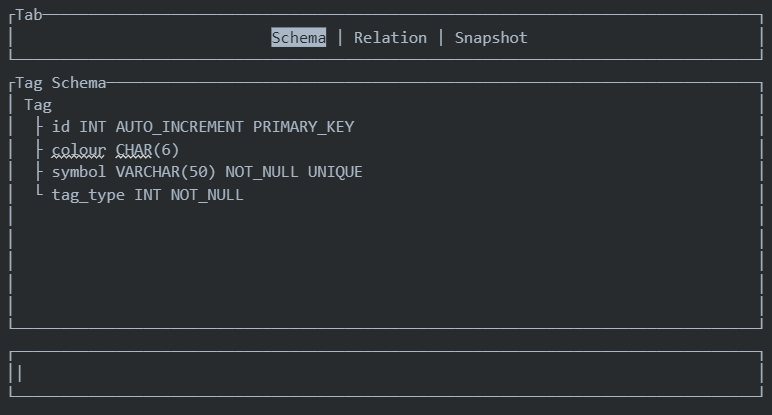 Tab
Schema | Relation | Snapshot
Tag Schema
Tag
├ id INT AUTO_INCREMENT PRIMARY_KEY
├ colour CHAR(6)
├ symbol VARCHAR(50) NOT_NULL UNIQUE
└ tag_type INT NOT_NULL